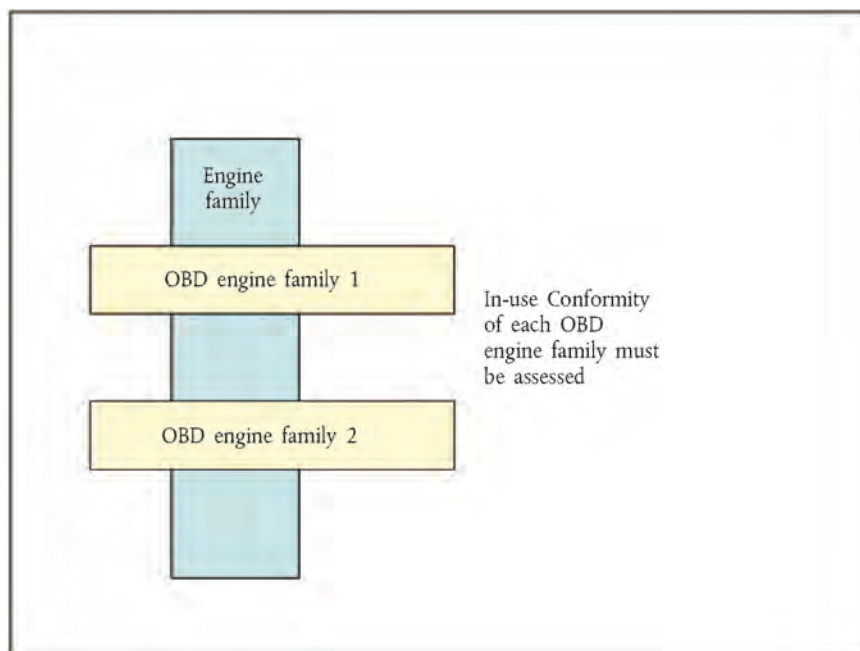 Engine
family
OBD engine family 1
In-use Conformity
of each OBD
engine family must
be assessed
OBD engine family 2